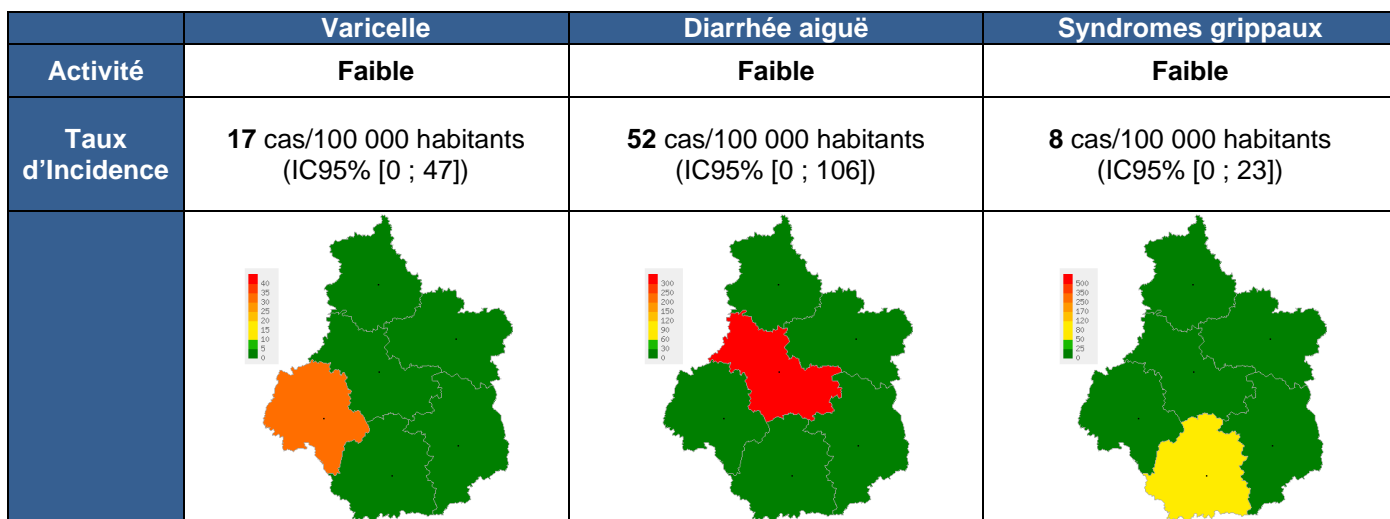 Varicelle
Diarrhée aiguë
Syndromes grippaux
Activité
Faible
Faible
Faible
Taux
d'Incidence
17 cas/100 000 habitants
(IC95% [0 ; 47])
52 cas/100 000 habitants
(IC95% [0 ; 106])
8 cas/100 000 habitants
(IC95% [0 ; 23])
40
35
30
25
20
15
10
5
0
300
250
200
150
120
90
60
30
0
500
350
270
170
120
80
50
25
0